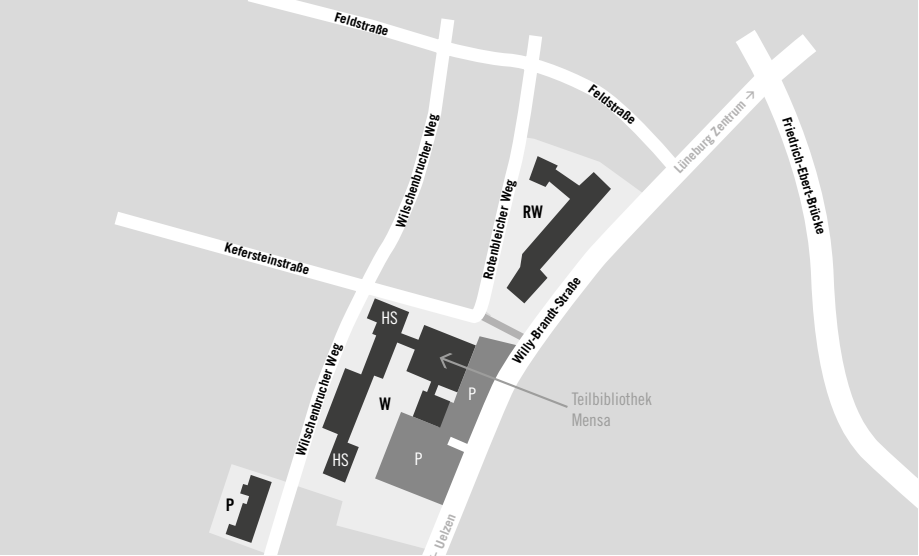 Feldstraße
Feldstraße
Lüneburg Zentrum →
Wilschenbrucher Weg
Friedrich-Ebert-Brücke
Rotenbleicher Weg
RW
Kefersteinstraße
HS
Willy-Brandt-Straße
Wilschenbrucher Weg
W
P
Teilbibliothek
Mensa
HS
P
P
Uelzen